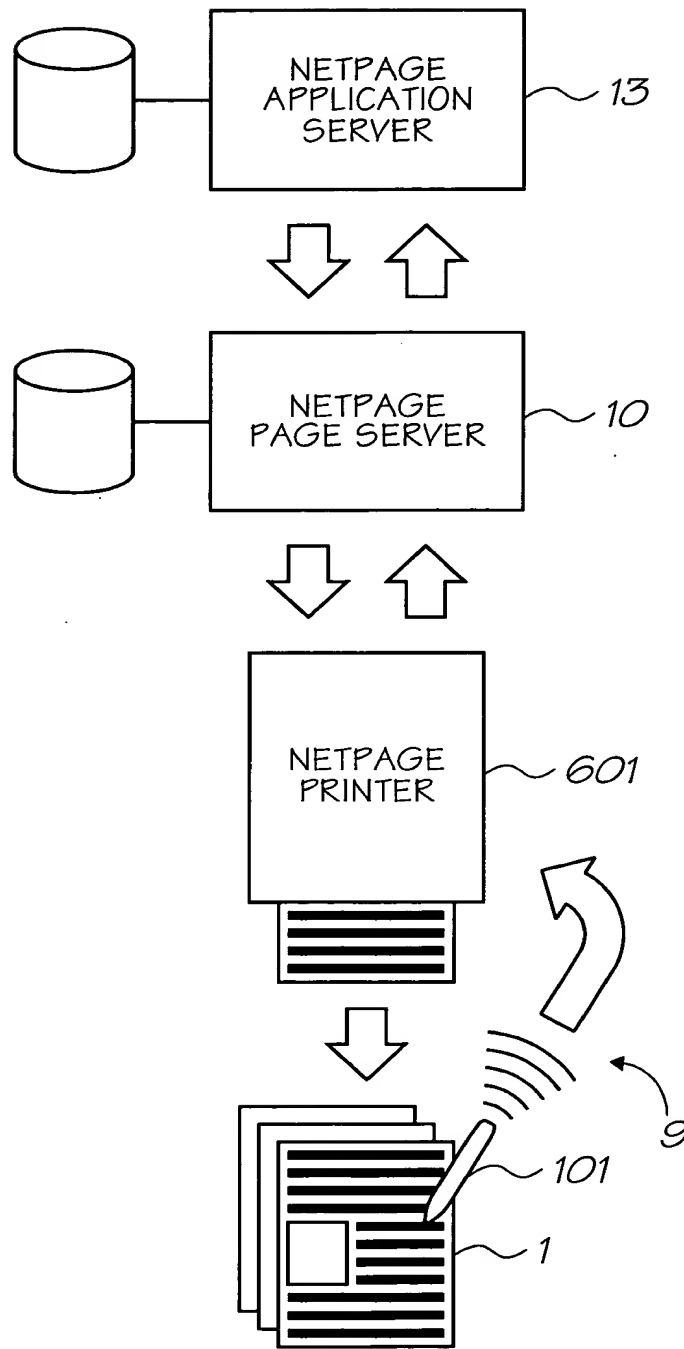 NETPAGE
APPLICATION
SERVER
13
NETPAGE
PAGE SERVER
10
NETPAGE
PRINTER
601
9
101
1